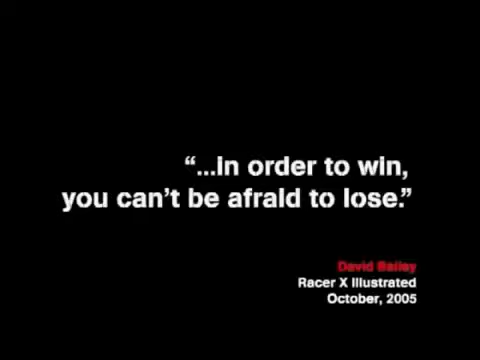 “...in order to win,
you can’t be afraid to lose.”
David Bailey
Racer X Illustrated
October, 2005